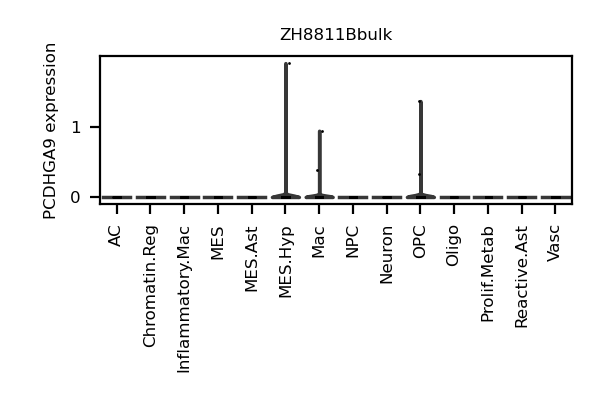 ZH8811Bbulk
PCDHGA9 expression
1
0
AC
Chromatin.Reg
Inflammatory.Mac
MES
MES.Ast
MES.Hyp
Mac
NPC
Neuron
OPC
Oligo
Prolif.Metab
Reactive.Ast
Vasc